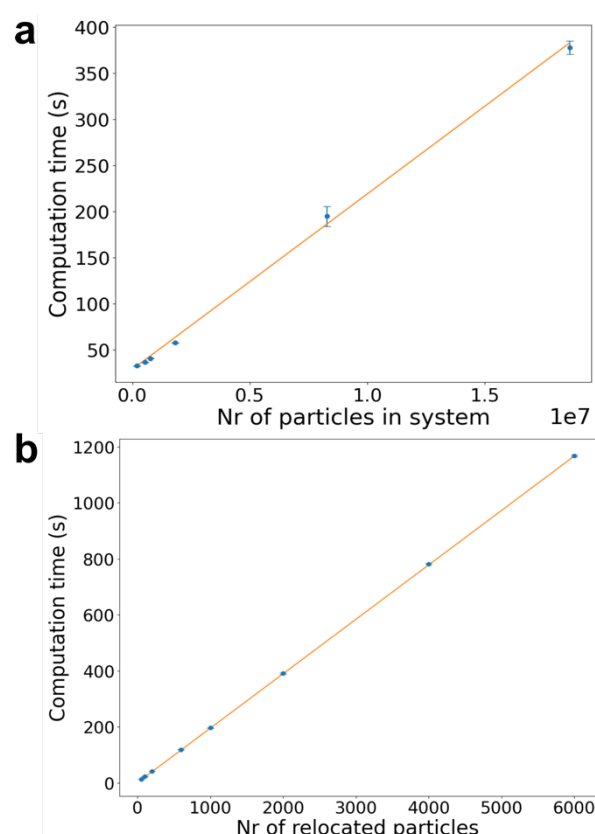 a
400
350
300
250
200
150
100
50
Computation time (s)
0.0 0.5 1.0 1.5
Nr of particles in system 1e7
b
1200
1000
800
600
400
200
0
Computation time (s)
0 1000 2000 3000 4000 5000 6000
Nr of relocated particles